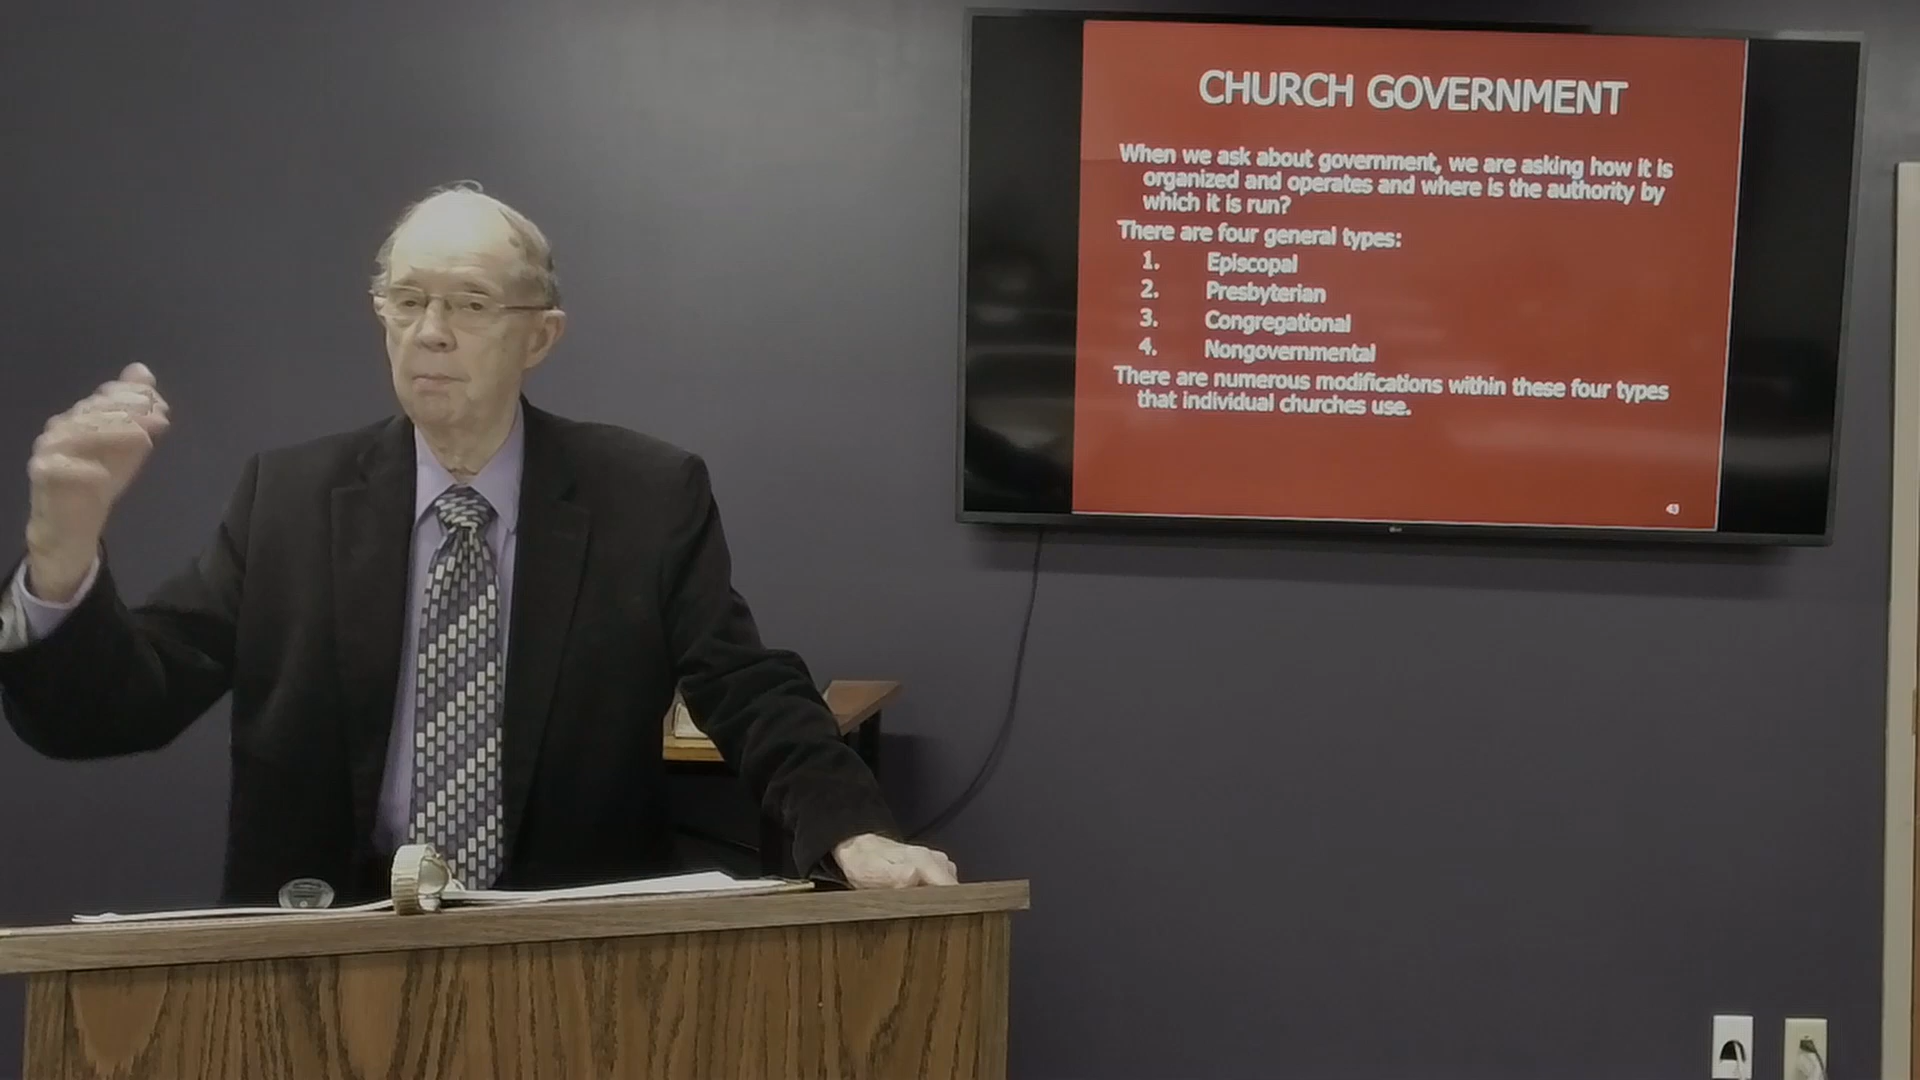 CHURCH GOVERNMENT
When we ask about government, we are asking how it is
organized and operates and where is the authority by
which it is run?
There are four general types:
1. Episcopal
2. Presbyterian
3. Congregational
4. Nongovernmental
There are numerous modifications within these four types
that individual churches use.